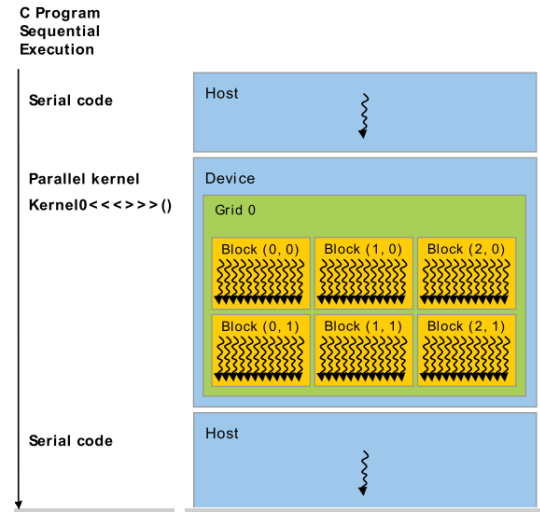 C Program
Sequential
Execution
Serial code
Host
Parallel kernel
Kernel0<<<>>>()
Device
Grid 0
Block (0, 0)
Block (1, 0)
Block (2, 0)
Block (0, 1)
Block (1, 1)
Block (2, 1)
Serial code
Host